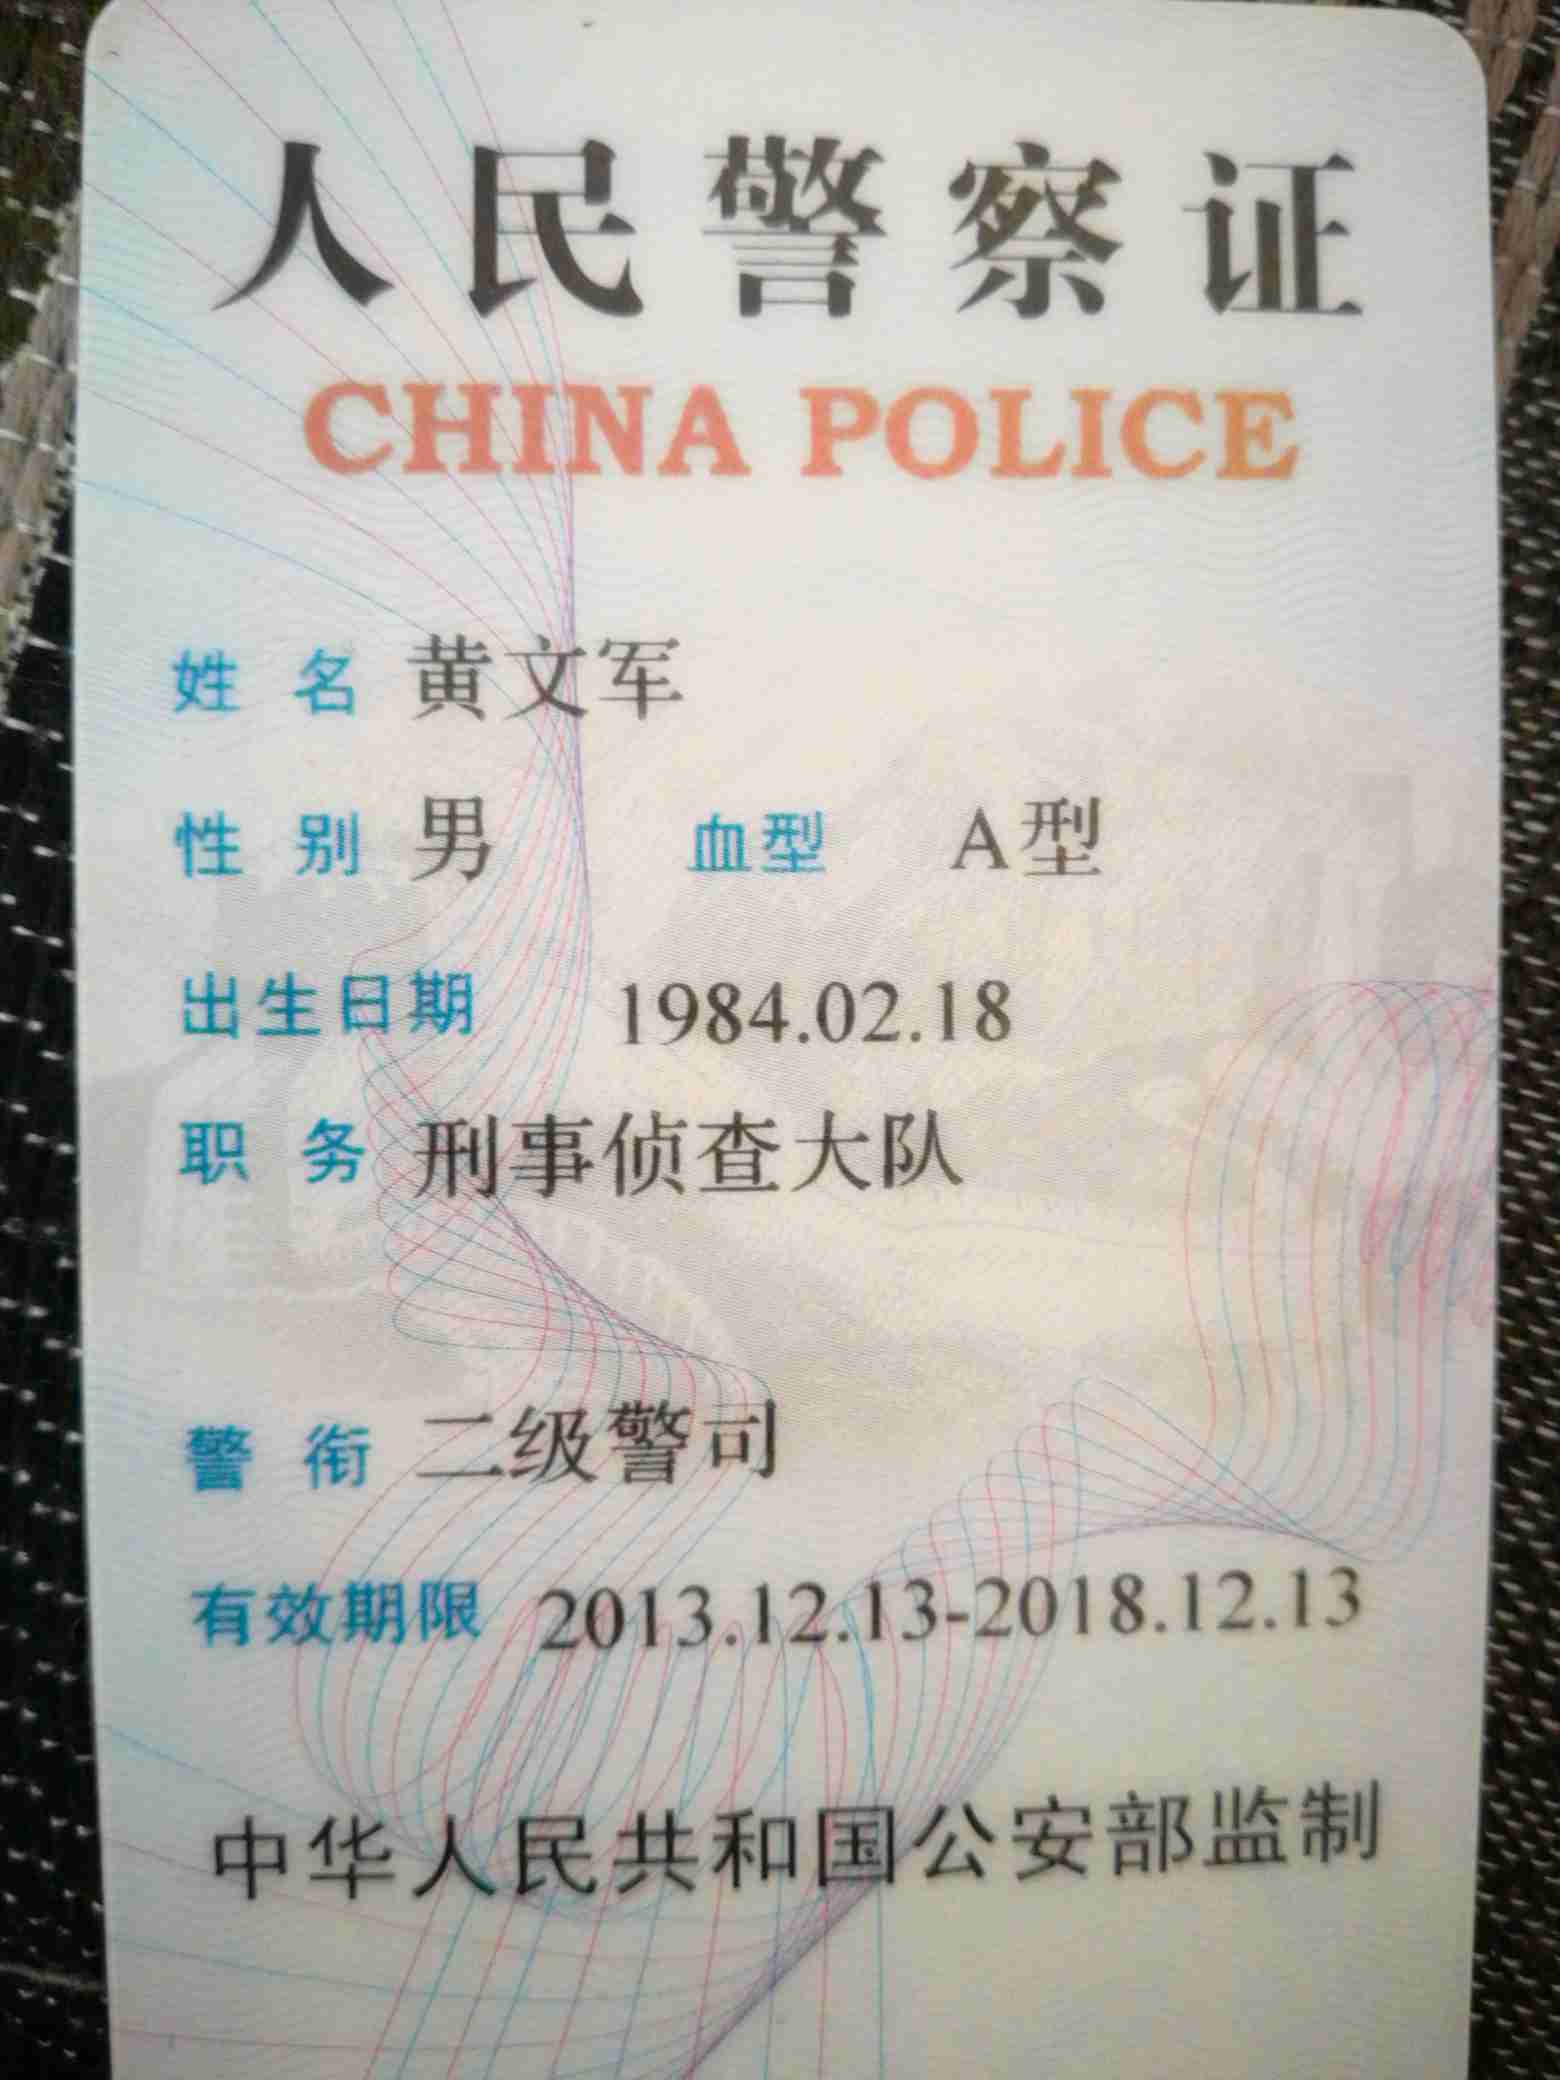 人民警察证
CHINA POLICE
姓名 黄文军
性别 男 血型 A型
出生日期 1984.02.18
职务 刑事侦查大队
警衔 二级警司
有效期限 2013.12.13-2018.12.13
中华人民共和国公安部监制